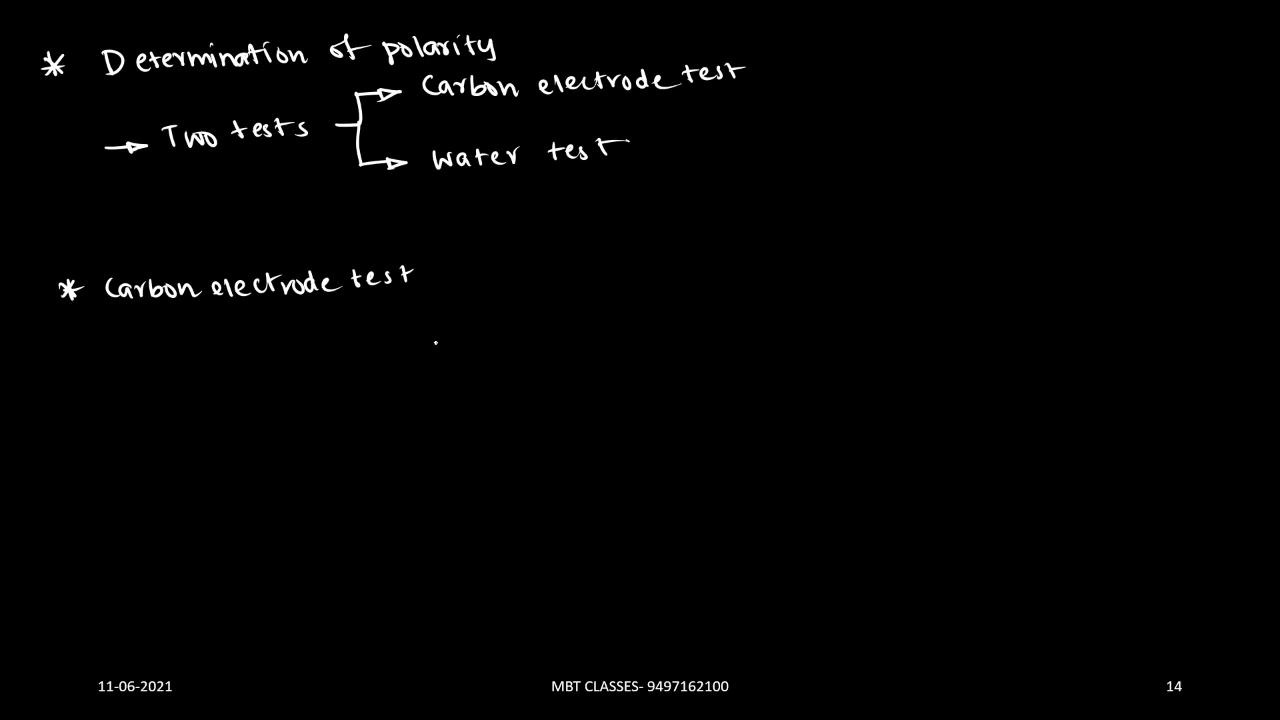 * Determination of polarity
→ Two tests
Carbon electrode test
Water test
* Carbon electrode test
11-06-2021
MBT CLASSES- 9497162100
14